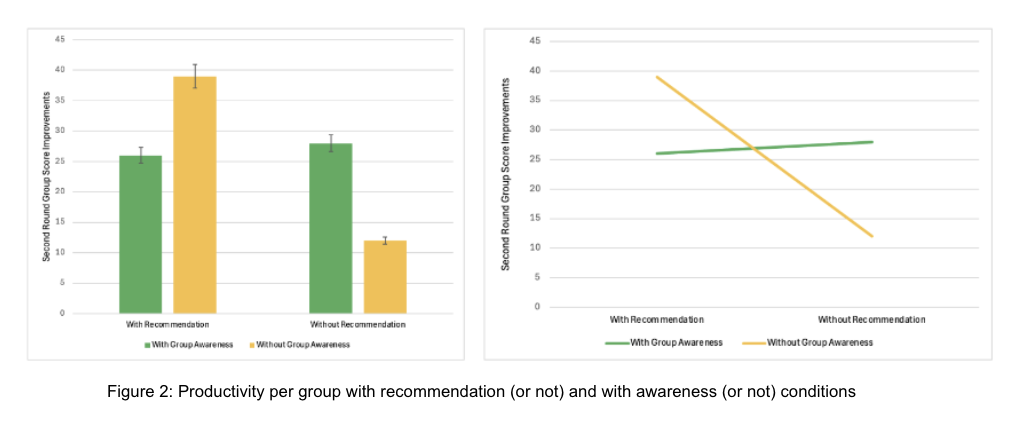 45
40
35
30
25
20
15
10
5
0
Second Round Group Score Improvements
With Recommendation
Without Recommendation
With Group Awareness
Without Group Awareness
45
40
35
30
25
20
15
10
5
0
Second Round Group Score Improvements
With Recommendation
Without Recommendation
With Group Awareness
Without Group Awareness
Figure 2: Productivity per group with recommendation (or not) and with awareness (or not) conditions